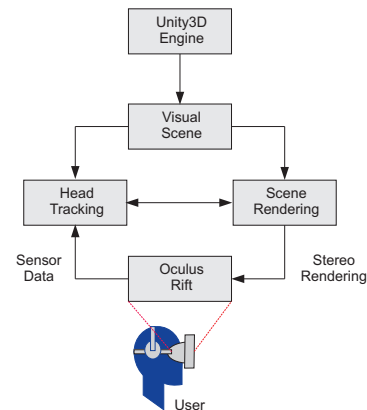 Unity3D
Engine
Visual
Scene
Head
Tracking
Scene
Rendering
Sensor
Data
Oculus
Rift
Stereo
Rendering
User